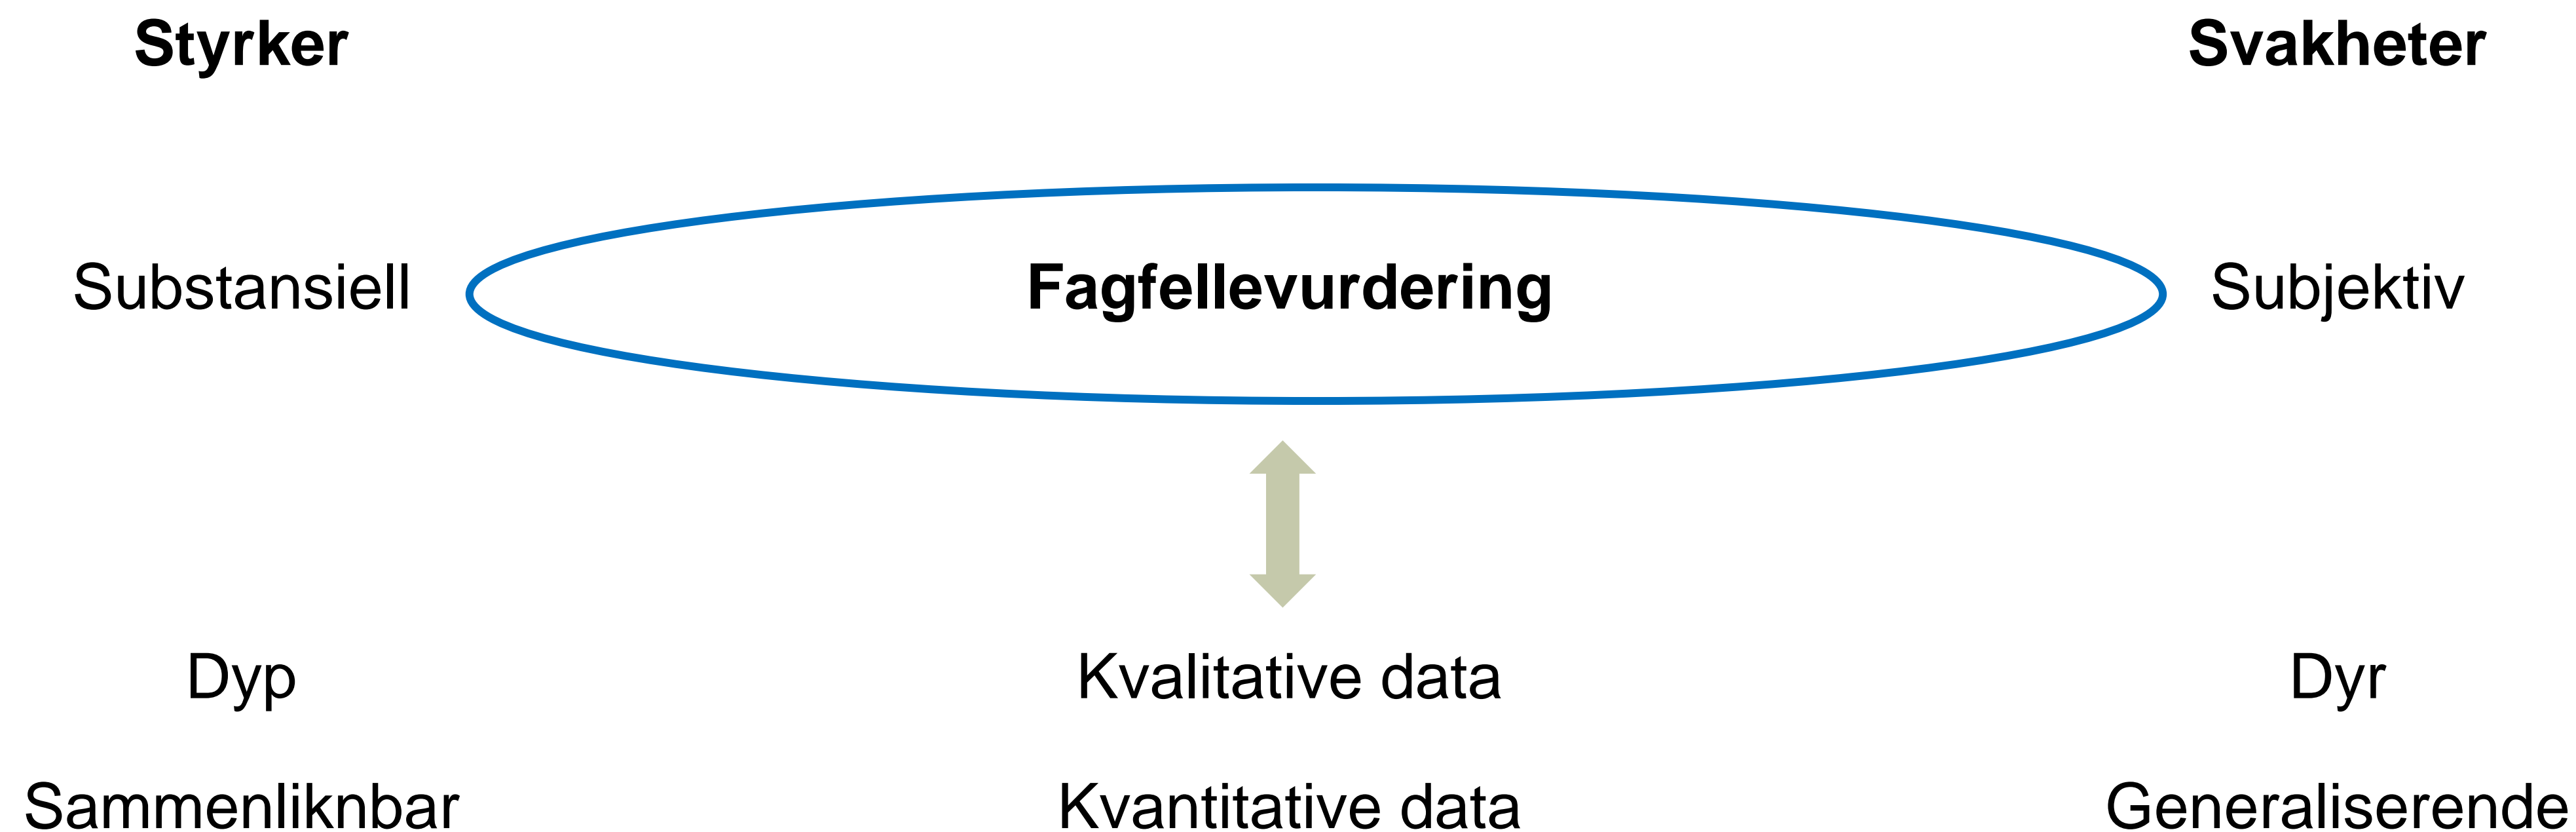 Styrker Svakheter
Substansiell Fagfellevurdering Subjektiv
Dyp Kvalitative data Dyr
Sammenliknbar Kvantitative data Generaliserende